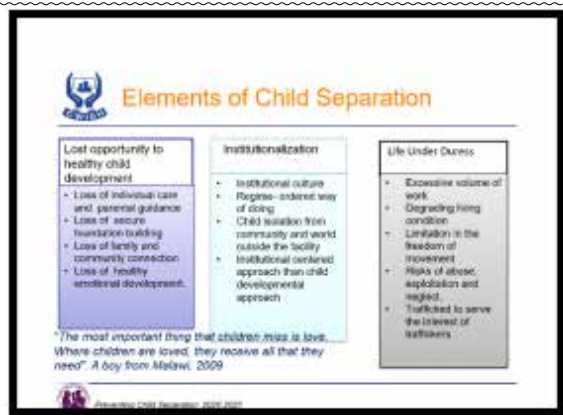 CWISH
Elements of Child Separation
Lost opportunity to
healthy child
development
• Loss of individual care
and parental guidance
• Loss of secure
foundation building
• Loss of family and
community connection
• Loss of healthy
emotional development.
Institutionalization
• Institutional culture
• Regime- ordered way
of doing
• Child isolation from
community and world
outside the facility
• Institutional centered
approach than child
developmental
approach
Life Under Duress
• Excessive volume of
work
• Degrading living
condition
• Limitation in the
freedom of
movement
• Risks of abuse,
exploitation and
neglect.
• Trafficked to serve
the interest of
traffickers
"The most important thing that children miss is love.
Where children are loved, they receive all that they
need". A boy from Malawi, 2009
Preventing Child Separation